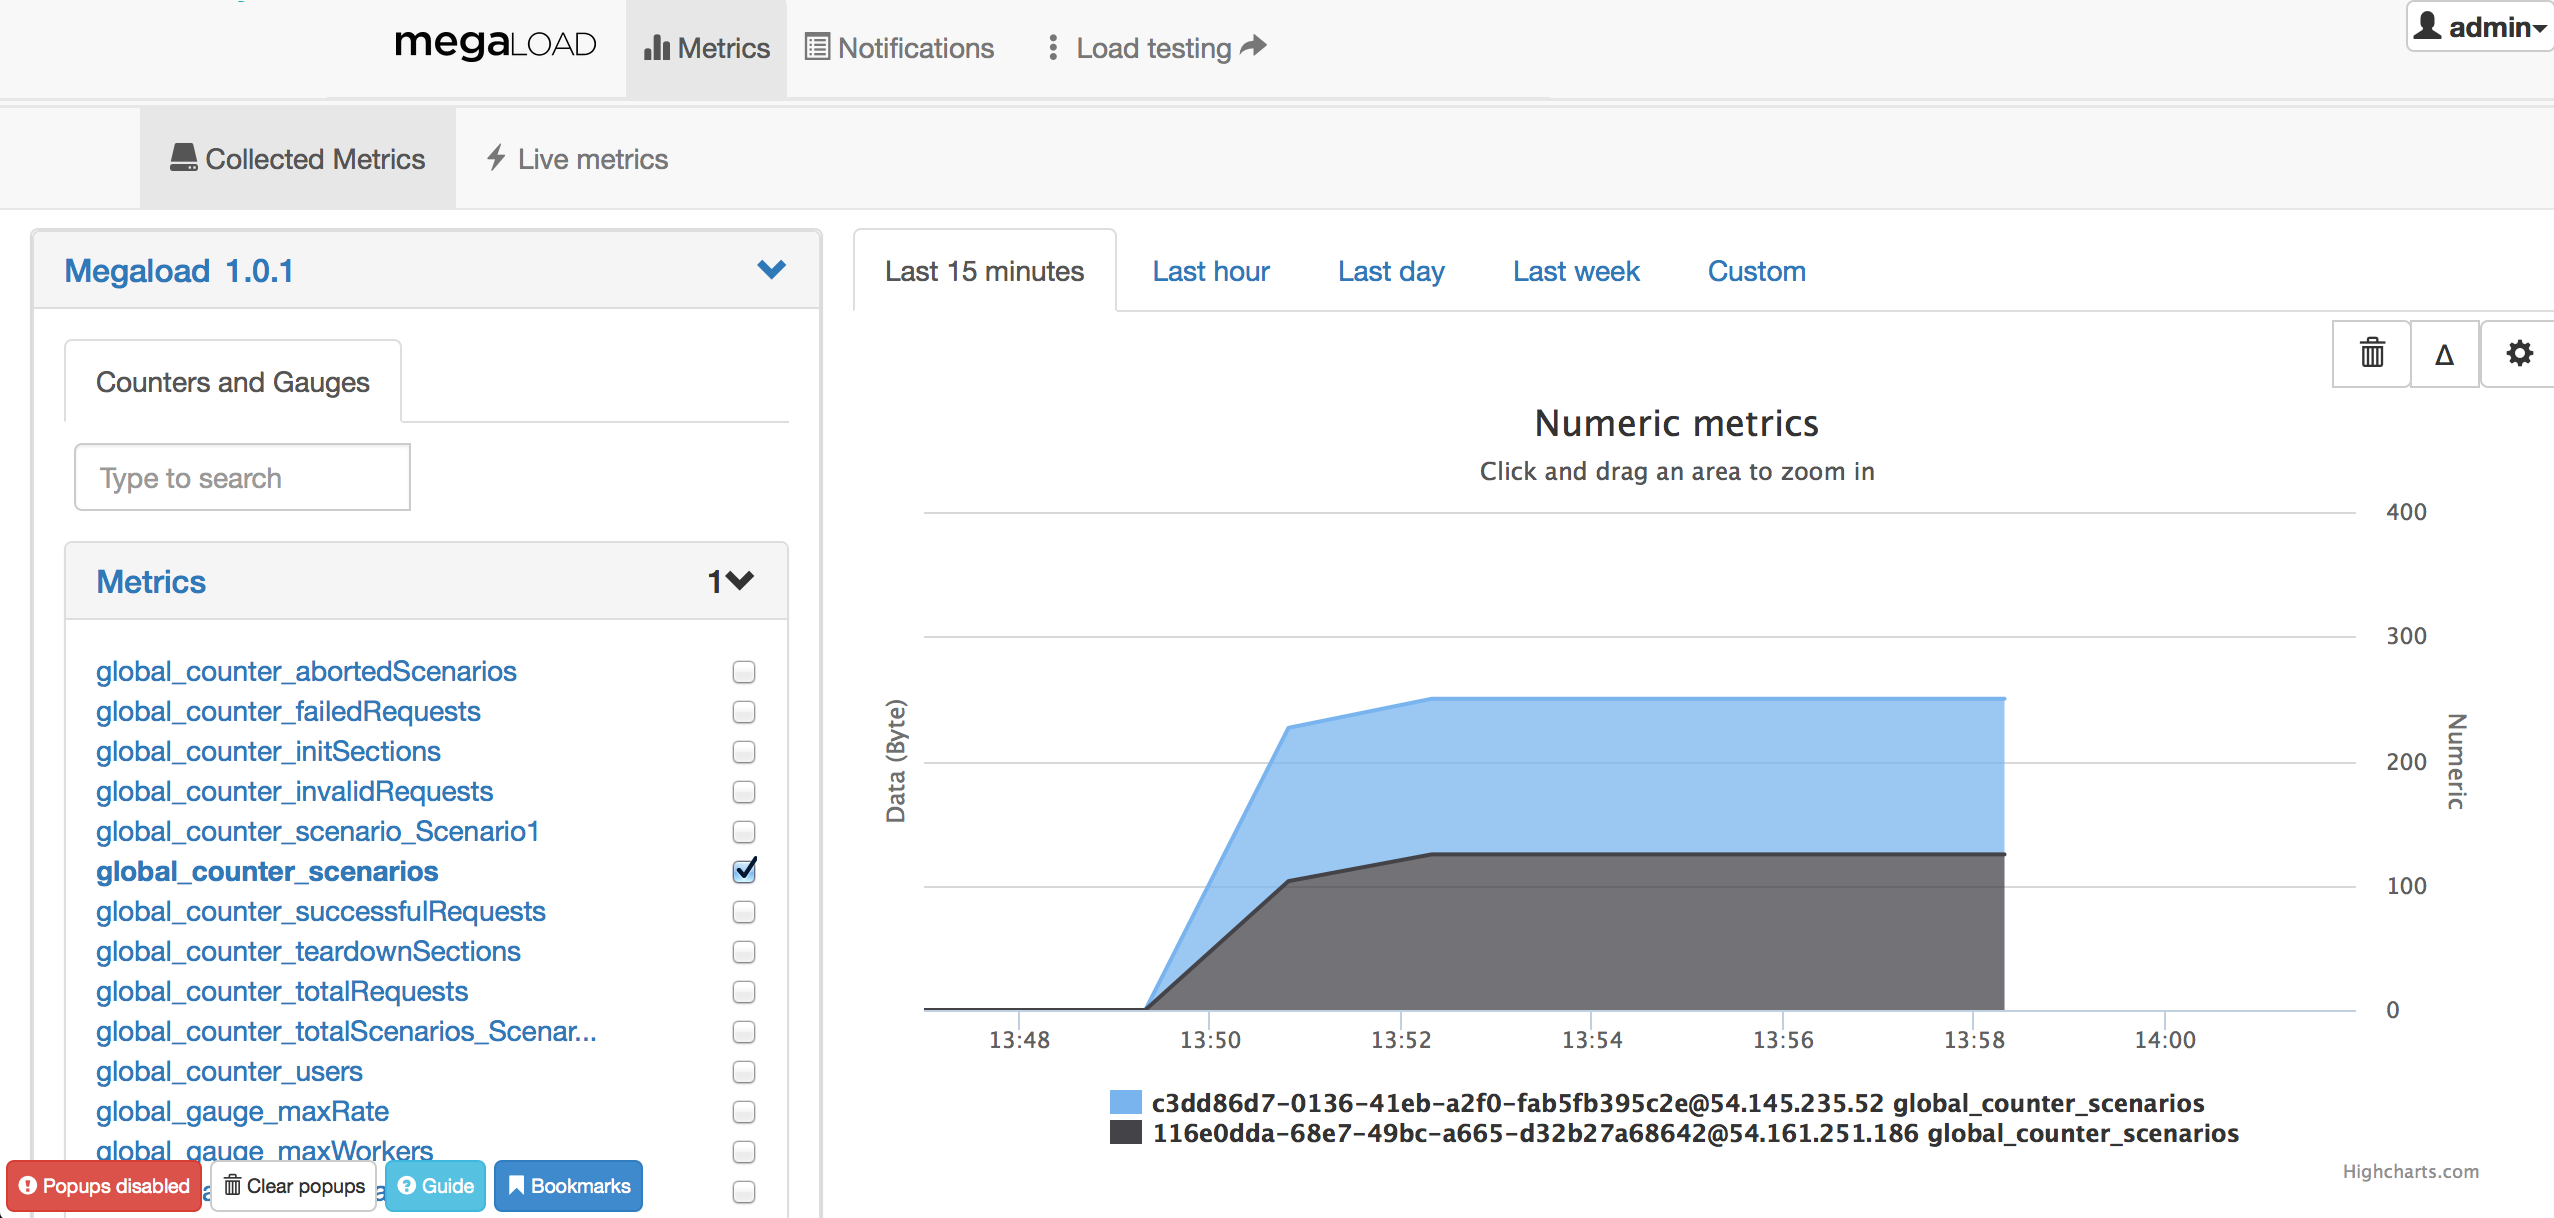 megaLOAD
Metrics
Notifications
Load testing
admin
Collected Metrics
Live metrics
Megaload 1.0.1
Counters and Gauges
Type to search
Metrics
1
global_counter_abortedScenarios
global_counter_failedRequests
global_counter_initSections
global_counter_invalidRequests
global_counter_scenario_Scenario1
global_counter_scenarios
global_counter_successfulRequests
global_counter_teardownSections
global_counter_totalRequests
global_counter_totalScenarios_Scenar...
global_counter_users
global_gauge_maxRate
global_gauge_maxWorkers
Popups disabled
Clear popups
Guide
Bookmarks
Last 15 minutes
Last hour
Last day
Last week
Custom
Δ
Numeric metrics
Click and drag an area to zoom in
Data (Byte)
400
300
200
100
0
Numeric
13:48
13:50
13:52
13:54
13:56
13:58
14:00
c3dd86d7-0136-41eb-a2f0-fab5fb395c2e@54.145.235.52 global_counter_scenarios
116e0dda-68e7-49bc-a665-d32b27a68642@54.161.251.186 global_counter_scenarios
Highcharts.com